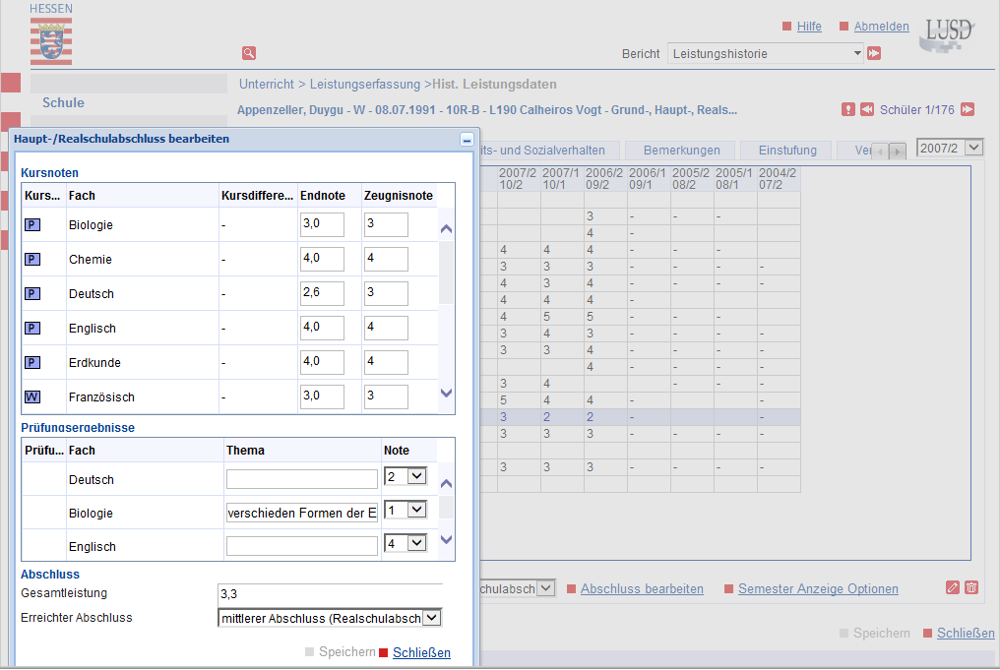 HESSEN
Hilfe
Abmelden
LUSD
Bericht
Leistungshistorie
Unterricht > Leistungserfassung >Hist. Leistungsdaten
Schule
Appenzeller, Duygu - W - 08.07.1991 - 10R-B - L190 Calheiros Vogt - Grund-, Haupt-, Reals...
Schüler 1/176
Haupt-/Realschulabschluss bearbeiten
its- und Sozialverhalten
Bemerkungen
Einstufung
2007/2
Kursnoten
Kurs... Fach Kursdiffere... Endnote Zeugnisnote
P Biologie - 3,0 3
P Chemie - 4,0 4
P Deutsch - 2,6 3
P Englisch - 4,0 4
P Erdkunde - 4,0 4
W Französisch - 3,0 3
Prüfungsergebnisse
Prüfu... Fach Thema Note
Deutsch 2
Biologie verschieden Formen der E 1
Englisch 4
Abschluss
Gesamtleistung 3,3
Erreichter Abschluss mittlerer Abschluss (Realschulabsch
Speichern Schließen
2007/2 2007/1 2006/2 2006/1 2005/2 2005/1 2004/2
10/2 10/1 09/2 09/1 08/2 08/1 07/2
3 - - -
4 -
4 4 4 - - -
3 3 3 - - - -
4 3 4 - - - -
4 4 4 - - -
4 5 5 - - -
3 4 3 - - - -
3 3 4 - - - -
4 - - -
3 4 - - -
5 4 4 - -
3 2 2 - -
3 3 3 - - - -
3 3 3 - - - -
chulabsch
Abschluss bearbeiten
Semester Anzeige Optionen
Speichern Schließen